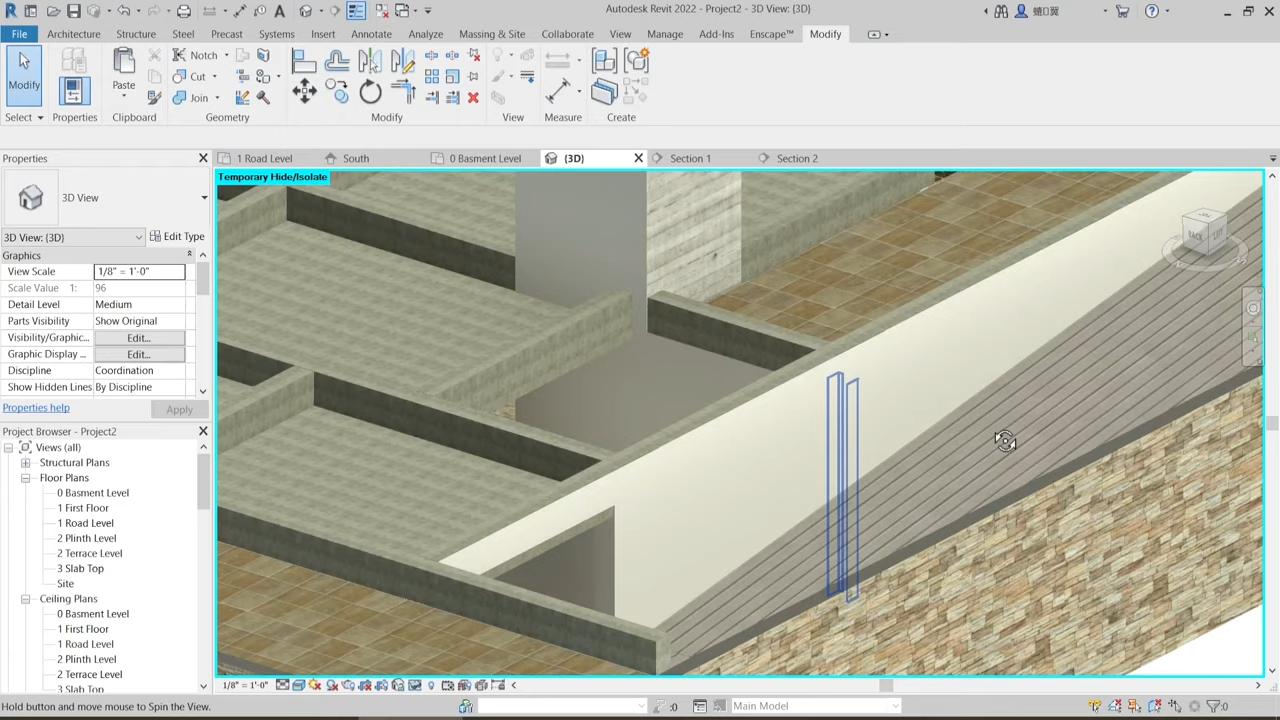 Autodesk Revit 2022 - Project2 - 3D View: {3D}
File Architecture Structure Steel Precast Systems Insert Annotate Analyze Massing & Site Collaborate View Manage Add-Ins Enscape™ Modify
Notch
Cut
Join
Modify Paste
Select Properties Clipboard Geometry Modify View Measure Create
Properties
1 Road Level South 0 Basment Level {3D} Section 1 Section 2
Temporary Hide/Isolate
3D View
3D View: {3D} Edit Type
Graphics
View Scale 1/8" = 1'-0"
Scale Value 1: 96
Detail Level Medium
Parts Visibility Show Original
Visibility/Graphic... Edit...
Graphic Display ... Edit...
Discipline Coordination
Show Hidden Lines By Discipline
Properties help Apply
BACK LEFT
Project Browser - Project2
Views (all)
Structural Plans
Floor Plans
0 Basment Level
1 First Floor
1 Road Level
2 Plinth Level
2 Terrace Level
3 Slab Top
Site
Ceiling Plans
0 Basment Level
1 First Floor
1 Road Level
2 Plinth Level
2 Terrace Level
3 Slab Top
1/8" = 1'-0"
Hold button and move mouse to Spin the View. :0 Main Model :0